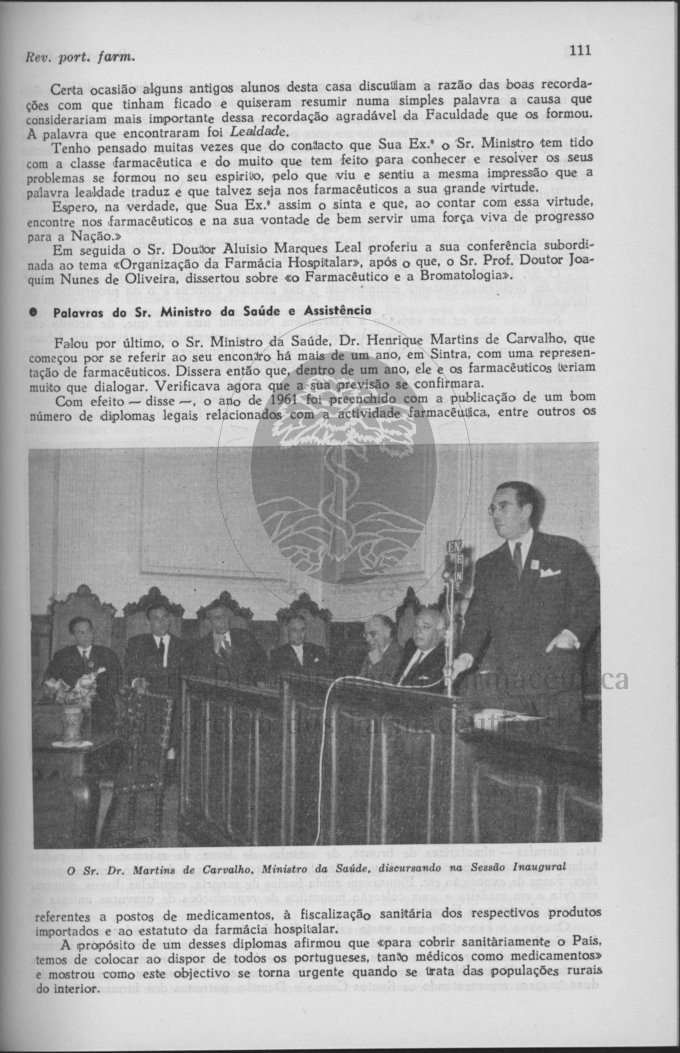 Rev. port. farm.
111
Certa ocasião alguns antigos alunos desta casa discutiam a razão das boas recorda-
ções com que tinham ficado e quiseram resumir numa simples palavra a causa que
considerariam mais importante dessa recordação agradável da Faculdade que os formou.
A palavra que encontraram foi Lealdade.
Tenho pensado muitas vezes que do contacto que Sua Ex.ª o Sr. Ministro tem tido
com a classe farmacêutica e do muito que tem feito para conhecer e resolver os seus
problemas se formou no seu espírito, pelo que viu e sentiu a mesma impressão que a
palavra lealdade traduz e que talvez seja nos farmacêuticos a sua grande virtude.
Espero, na verdade, que Sua Ex.ª assim o sinta e que, ao contar com essa virtude,
encontre nos farmacêuticos e na sua vontade de bem servir uma força viva de progresso
para a Nação.»
Em seguida o Sr. Doutor Aluisio Marques Leal proferiu a sua conferência subordi-
nada ao tema «Organização da Farmácia Hospitalar», após o que, o Sr. Prof. Doutor Joa-
quim Nunes de Oliveira, dissertou sobre «o Farmacêutico e a Bromatologia».
● Palavras do Sr. Ministro da Saúde e Assistência
Falou por último, o Sr. Ministro da Saúde, Dr. Henrique Martins de Carvalho, que
começou por se referir ao seu encontro há mais de um ano, em Sintra, com uma represen-
tação de farmacêuticos. Dissera então que, dentro de um ano, ele e os farmacêuticos teriam
muito que dialogar. Verificava agora que a sua previsão se confirmara.
Com efeito — disse —, o ano de 1961 foi preenchido com a publicação de um bom
número de diplomas legais relacionados com a actividade farmacêutica, entre outros os
EN
Farmacêutica
dos Farmacêuticos
O Sr. Dr. Martins de Carvalho, Ministro da Saúde, discursando na Sessão Inaugural
referentes a postos de medicamentos, à fiscalização sanitária dos respectivos produtos
importados e ao estatuto da farmácia hospitalar.
A propósito de um desses diplomas afirmou que «para cobrir sanitàriamente o País,
temos de colocar ao dispor de todos os portugueses, tanto médicos como medicamentos»
e mostrou como este objectivo se torna urgente quando se trata das populações rurais
do interior.